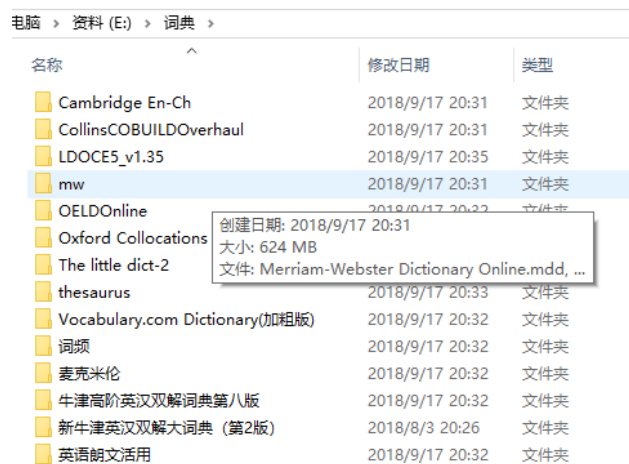 电脑 › 资料 (E:) › 词典 ›
名称 修改日期 类型
Cambridge En-Ch 2018/9/17 20:31 文件夹
CollinsCOBUILDOverhaul 2018/9/17 20:31 文件夹
LDOCE5_v1.35 2018/9/17 20:35 文件夹
mw 2018/9/17 20:31 文件夹
OELDOnline 2018/9/17 20:32 文件夹
创建日期: 2018/9/17 20:31
Oxford Collocations
大小: 624 MB
The little dict-2
文件: Merriam-Webster Dictionary Online.mdd, ...
thesaurus 2018/9/17 20:33 文件夹
Vocabulary.com Dictionary(加粗版) 2018/9/17 20:32 文件夹
词频 2018/9/17 20:32 文件夹
麦克米伦 2018/9/17 20:32 文件夹
牛津高阶英汉双解词典第八版 2018/9/17 20:32 文件夹
新牛津英汉双解大词典（第2版） 2018/8/3 20:26 文件夹
英语朗文活用 2018/9/17 20:32 文件夹